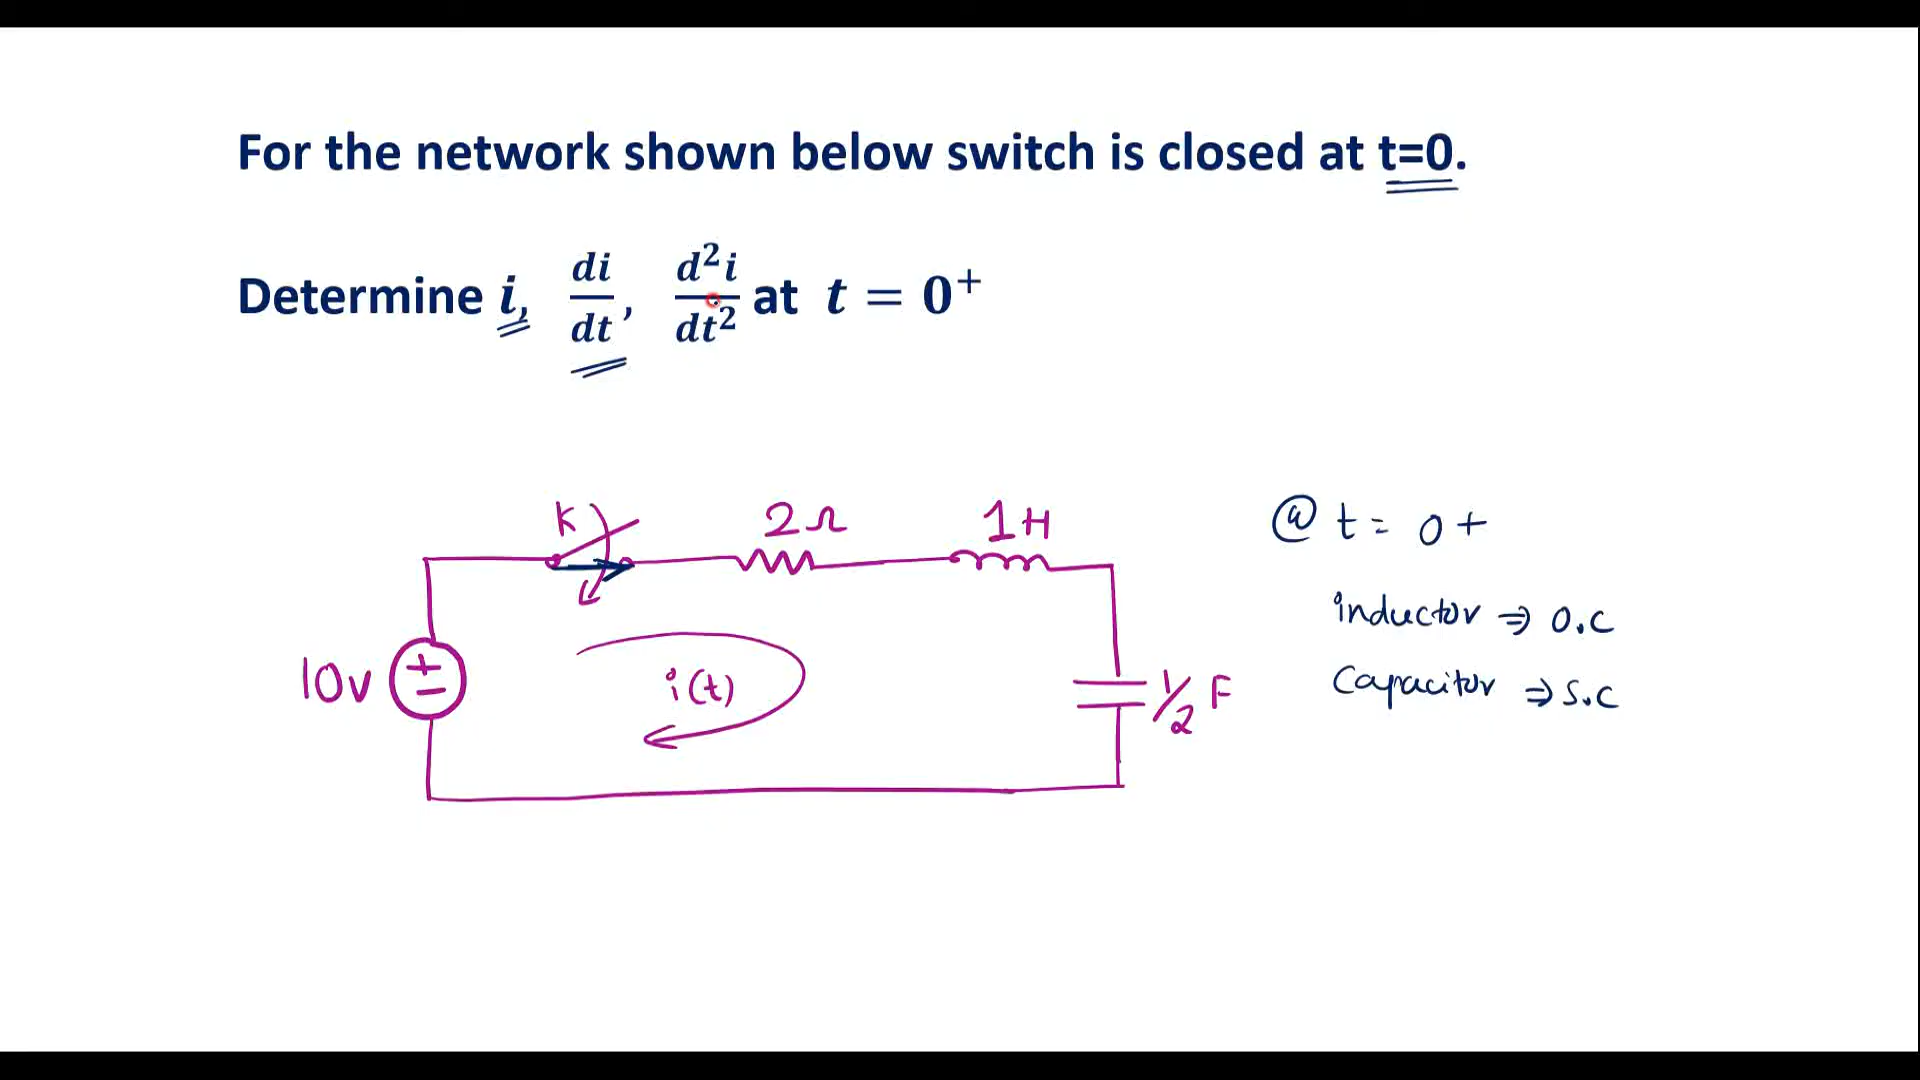 For the network shown below switch is closed at t=0.
Determine i, di/dt, d²i/dt² at t = 0⁺
K
2Ω
1H
@ t = 0+
inductor ⇒ O.C
10v
+
−
i(t)
1/2 F
Capacitor ⇒ S.C